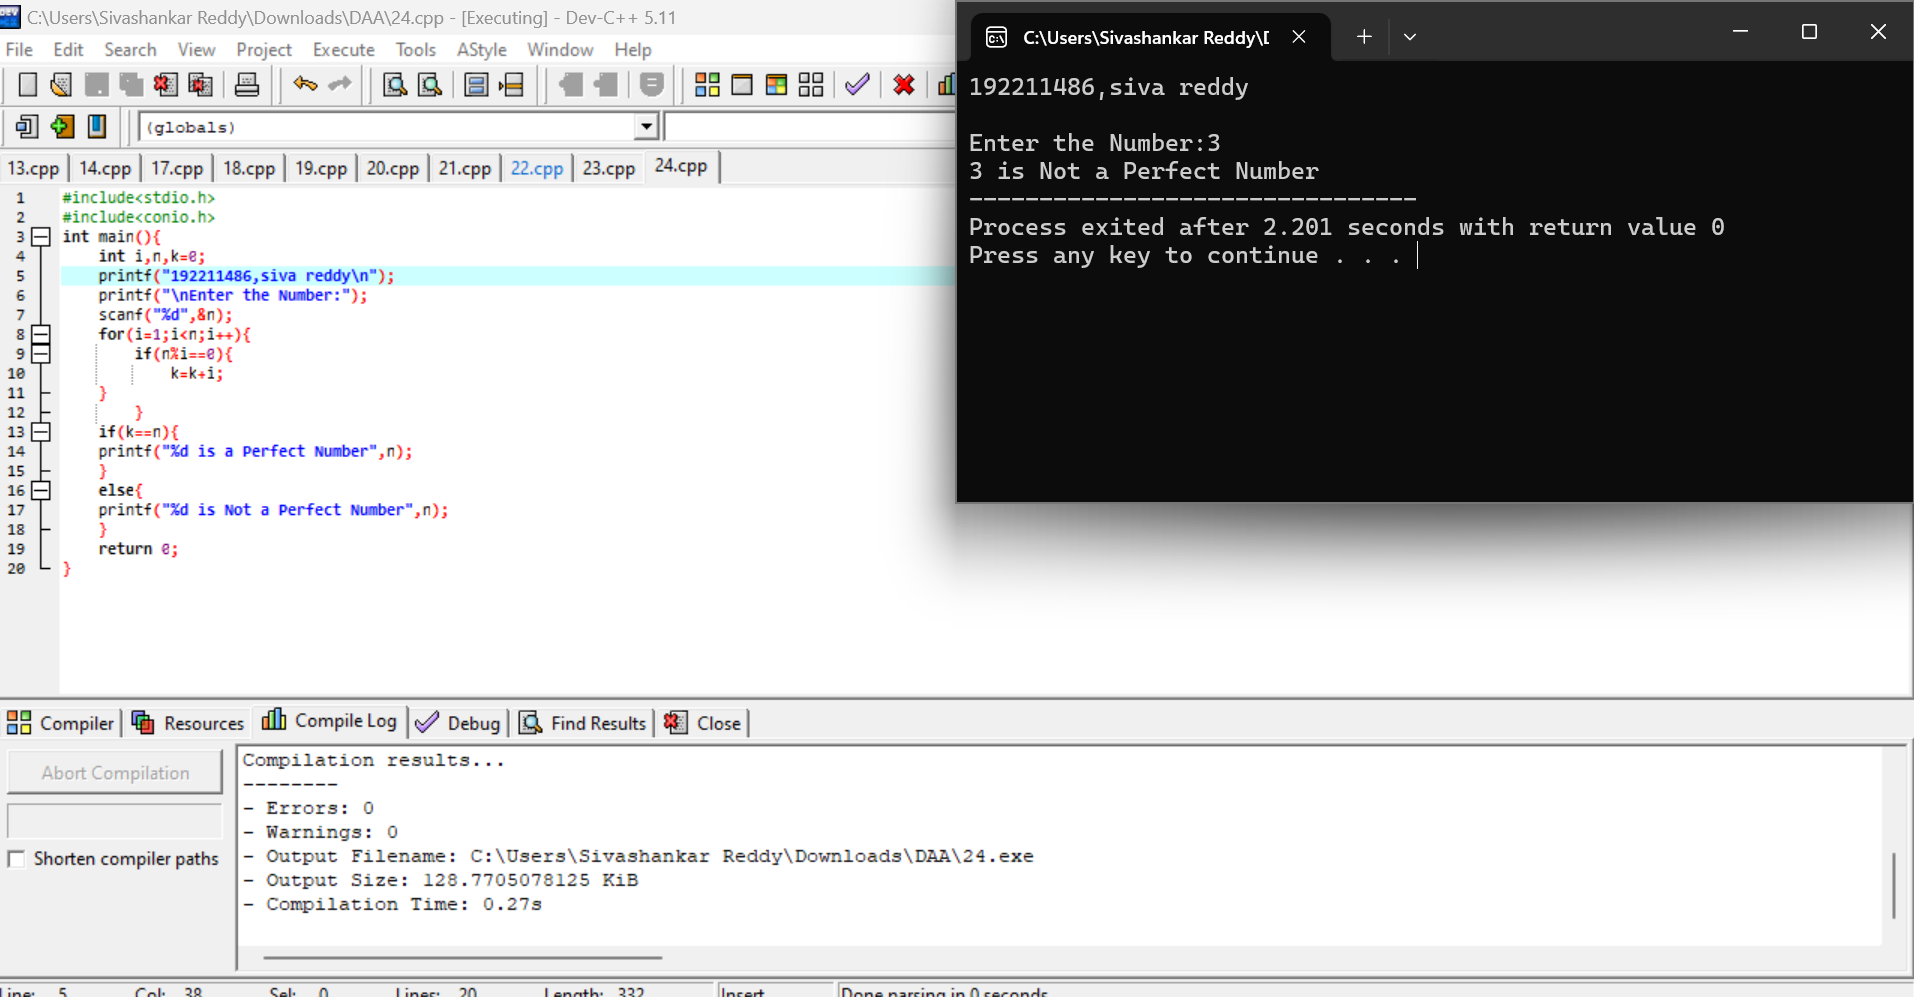 C:\Users\Sivashankar Reddy\Downloads\DAA\24.cpp - [Executing] - Dev-C++ 5.11
File Edit Search View Project Execute Tools AStyle Window Help
(globals)
13.cpp 14.cpp 17.cpp 18.cpp 19.cpp 20.cpp 21.cpp 22.cpp 23.cpp 24.cpp
1 #include<stdio.h>
2 #include<conio.h>
3 int main(){
4 int i,n,k=0;
5 printf("192211486,siva reddy\n");
6 printf("\nEnter the Number:");
7 scanf("%d",&n);
8 for(i=1;i<n;i++){
9 if(n%i==0){
10 k=k+i;
11 }
12 }
13 if(k==n){
14 printf("%d is a Perfect Number",n);
15 }
16 else{
17 printf("%d is Not a Perfect Number",n);
18 }
19 return 0;
20 }
C:\Users\Sivashankar Reddy\D
192211486,siva reddy
Enter the Number:3
3 is Not a Perfect Number
--------------------------------
Process exited after 2.201 seconds with return value 0
Press any key to continue . . .
Compiler Resources Compile Log Debug Find Results Close
Abort Compilation
Shorten compiler paths
Compilation results...
--------
- Errors: 0
- Warnings: 0
- Output Filename: C:\Users\Sivashankar Reddy\Downloads\DAA\24.exe
- Output Size: 128.7705078125 KiB
- Compilation Time: 0.27s
Line: 5 Col: 38 Sel: 0 Lines: 20 Length: 332 Insert Done parsing in 0 seconds